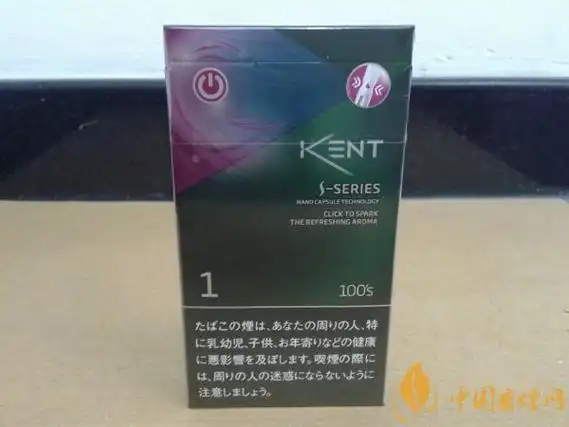 KENT
S-SERIES
NANO CAPSULE TECHNOLOGY
CLICK TO SPARK
THE REFRESHING AROMA
1
100's
たばこの煙は、あなたの周りの人、特
に乳幼児、子供、お年寄りなどの健康
に悪影響を及ぼします。喫煙の際に
は、周りの人の迷惑にならないように
注意しましょう。
中国香烟网